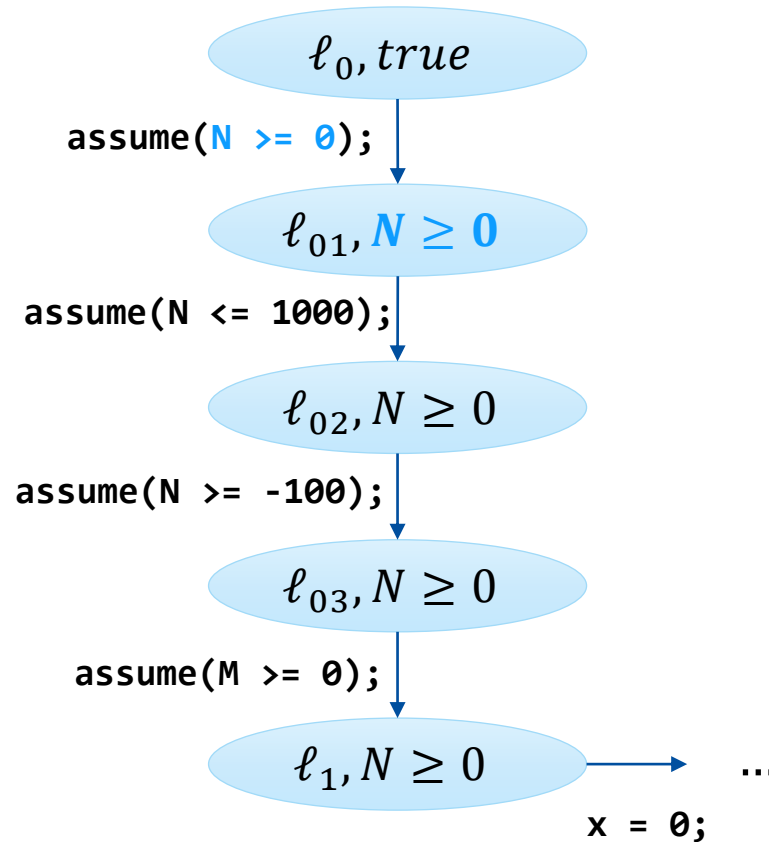 ℓ₀, true
assume(N >= 0);
ℓ₀₁, N ≥ 0
assume(N <= 1000);
ℓ₀₂, N ≥ 0
assume(N >= -100);
ℓ₀₃, N ≥ 0
assume(M >= 0);
ℓ₁, N ≥ 0
...
x = 0;